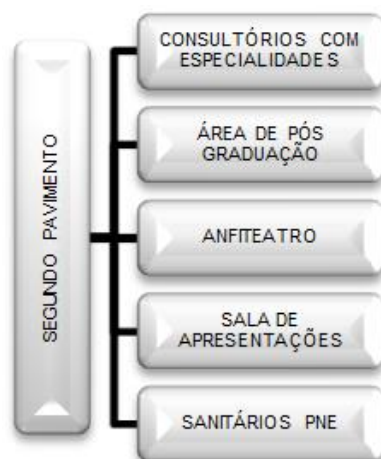 SEGUNDO PAVIMENTO
CONSULTÓRIOS COM
ESPECIALIDADES
ÁREA DE PÓS
GRADUAÇÃO
ANFITEATRO
SALA DE
APRESENTAÇÕES
SANITÁRIOS PNE